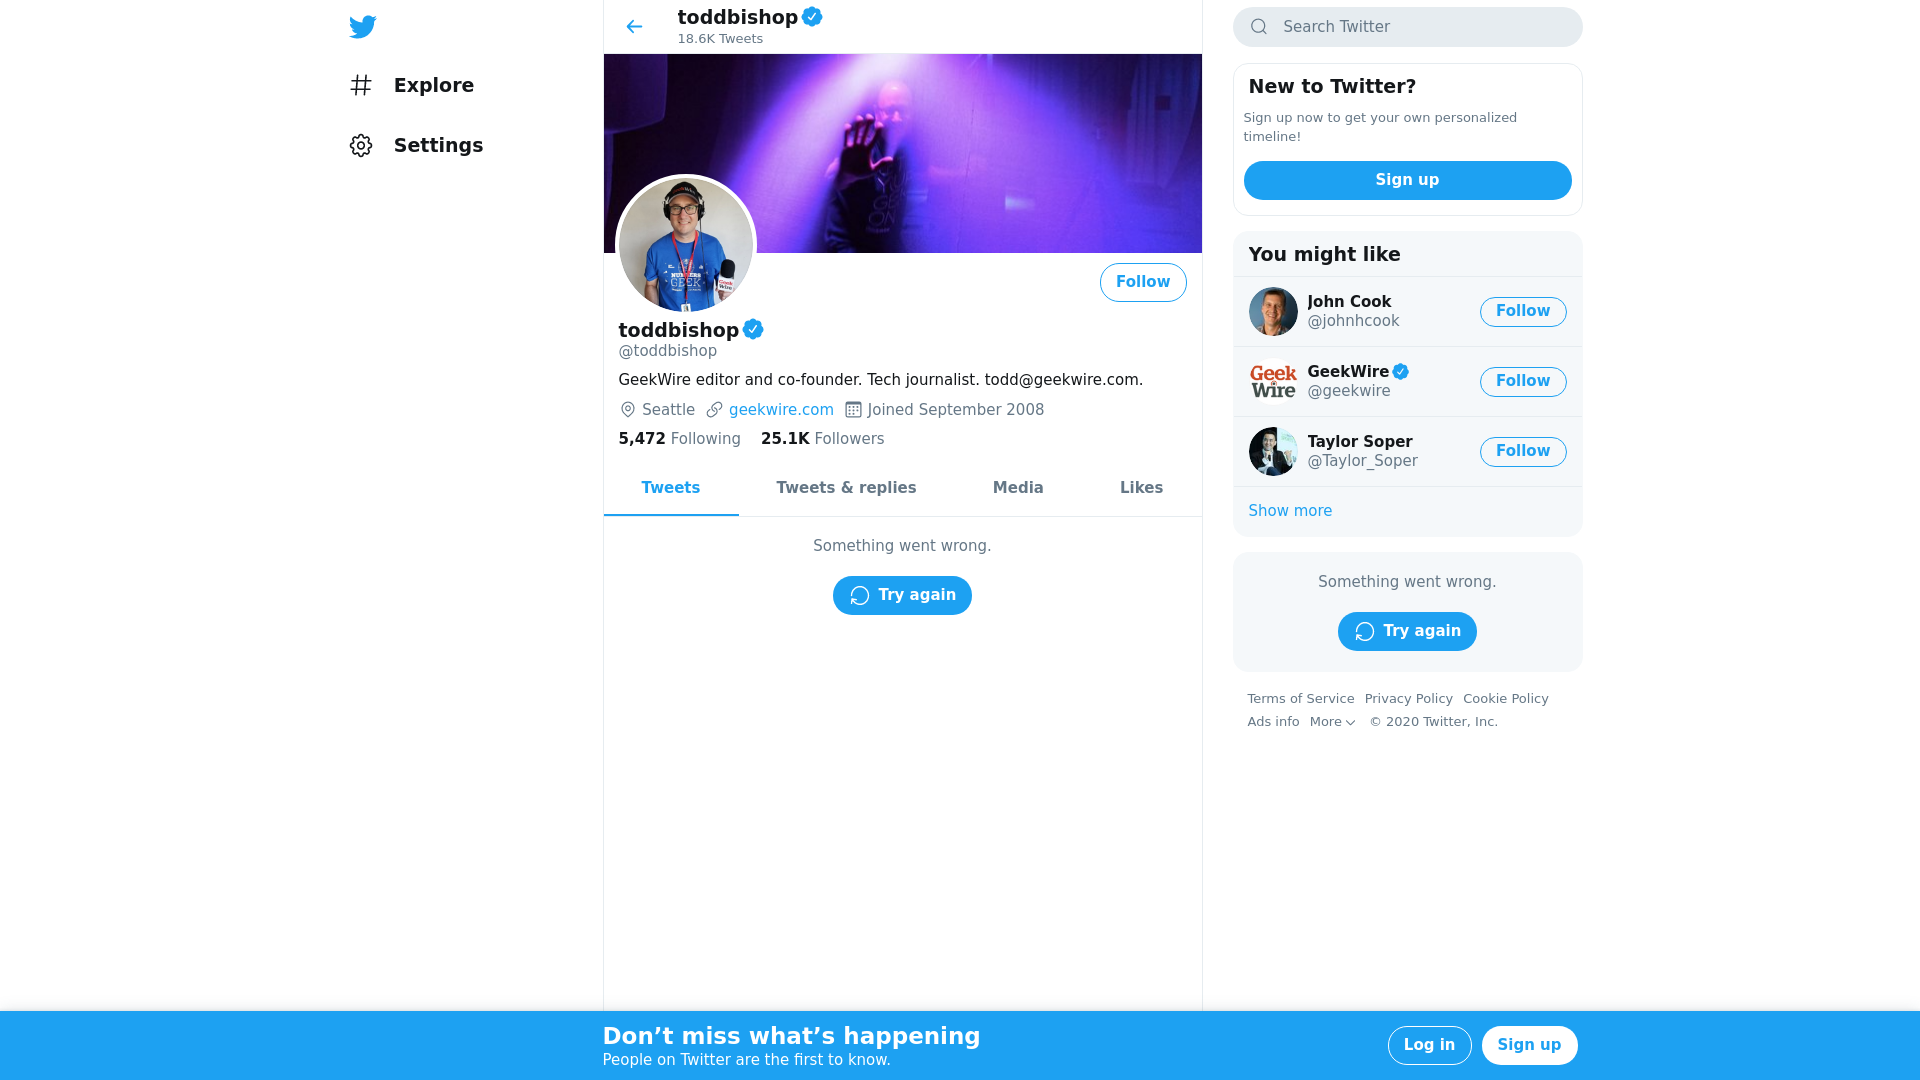 Explore
Settings
toddbishop
18.6K Tweets
Follow
toddbishop
@toddbishop
GeekWire editor and co-founder. Tech journalist. todd@geekwire.com.
Seattle geekwire.com Joined September 2008
5,472 Following 25.1K Followers
Tweets Tweets & replies Media Likes
Something went wrong.
Try again
Search Twitter
New to Twitter?
Sign up now to get your own personalized
timeline!
Sign up
You might like
John Cook
@johnhcook
Follow
Geek
Wire
GeekWire
@geekwire
Follow
Taylor Soper
@Taylor_Soper
Follow
Show more
Something went wrong.
Try again
Terms of Service Privacy Policy Cookie Policy
Ads info More © 2020 Twitter, Inc.
Don’t miss what’s happening
People on Twitter are the first to know.
Log in Sign up